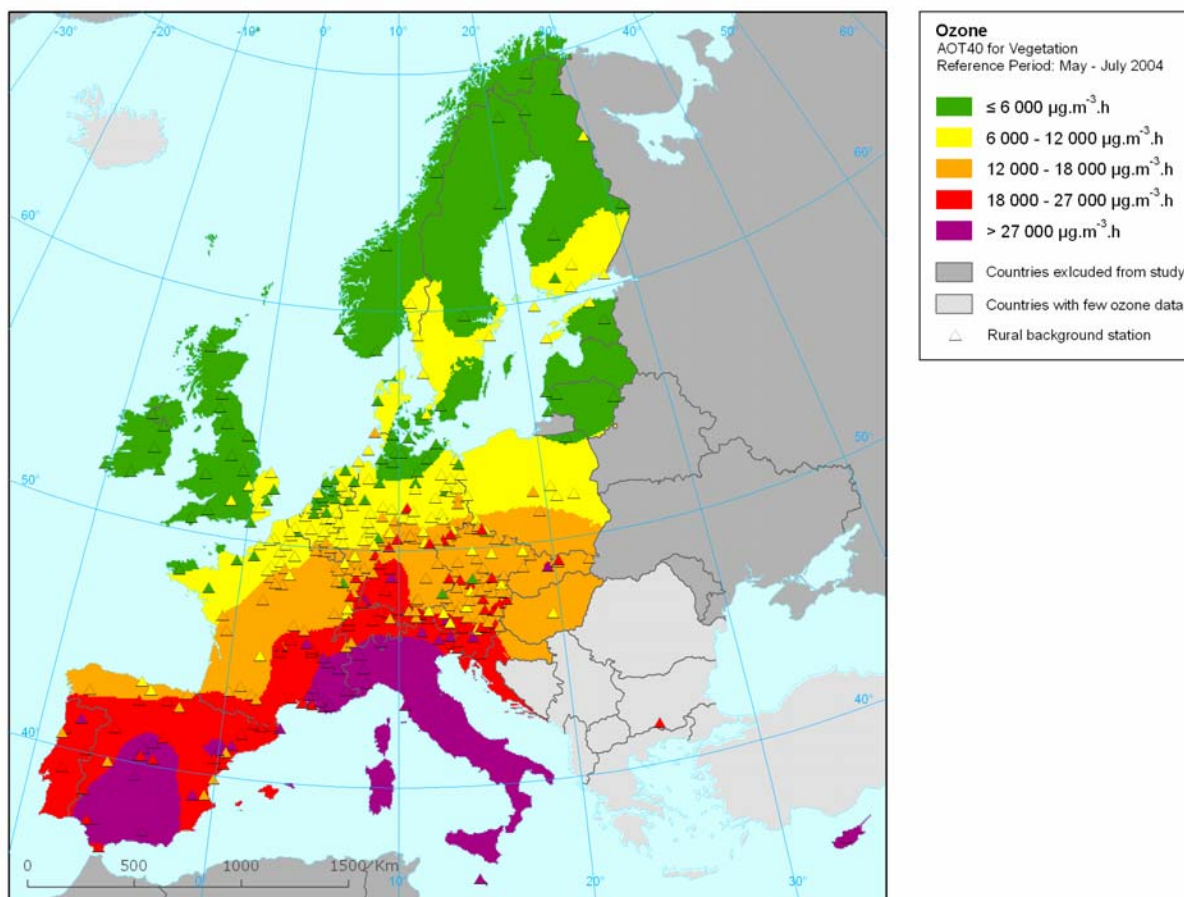 -30°
-20°
-10°
0°
10°
20°
30°
40°
50°
60°
60°
60°
50°
50°
40°
40°
0
500
1000
1500 Km
0°
10°
20°
30°
Ozone
AOT40 for Vegetation
Reference Period: May - July 2004
≤ 6 000 µg.m⁻³.h
6 000 - 12 000 µg.m⁻³.h
12 000 - 18 000 µg.m⁻³.h
18 000 - 27 000 µg.m⁻³.h
> 27 000 µg.m⁻³.h
Countries exlcuded from study
Countries with few ozone data
Rural background station